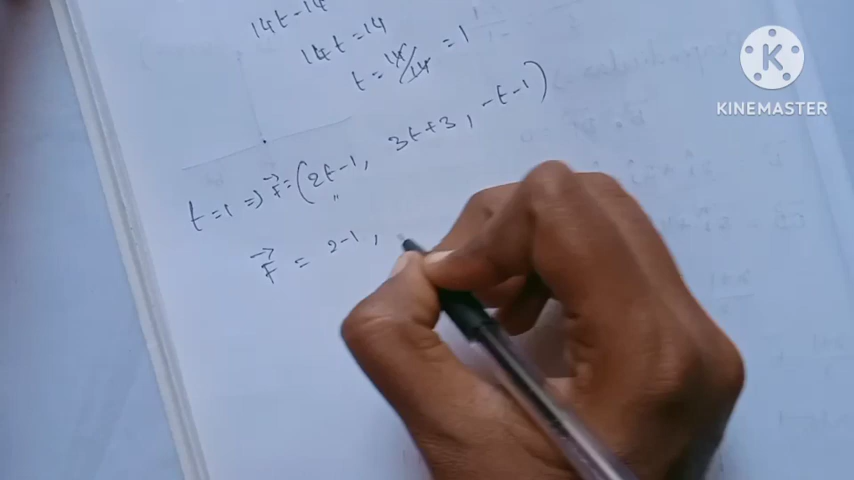 14t-14
14t=14
t=14/14=1
t=1 => r⃗=(2t-1, 3t+3, -t-1)
r⃗ = 2-1,
KINEMASTER